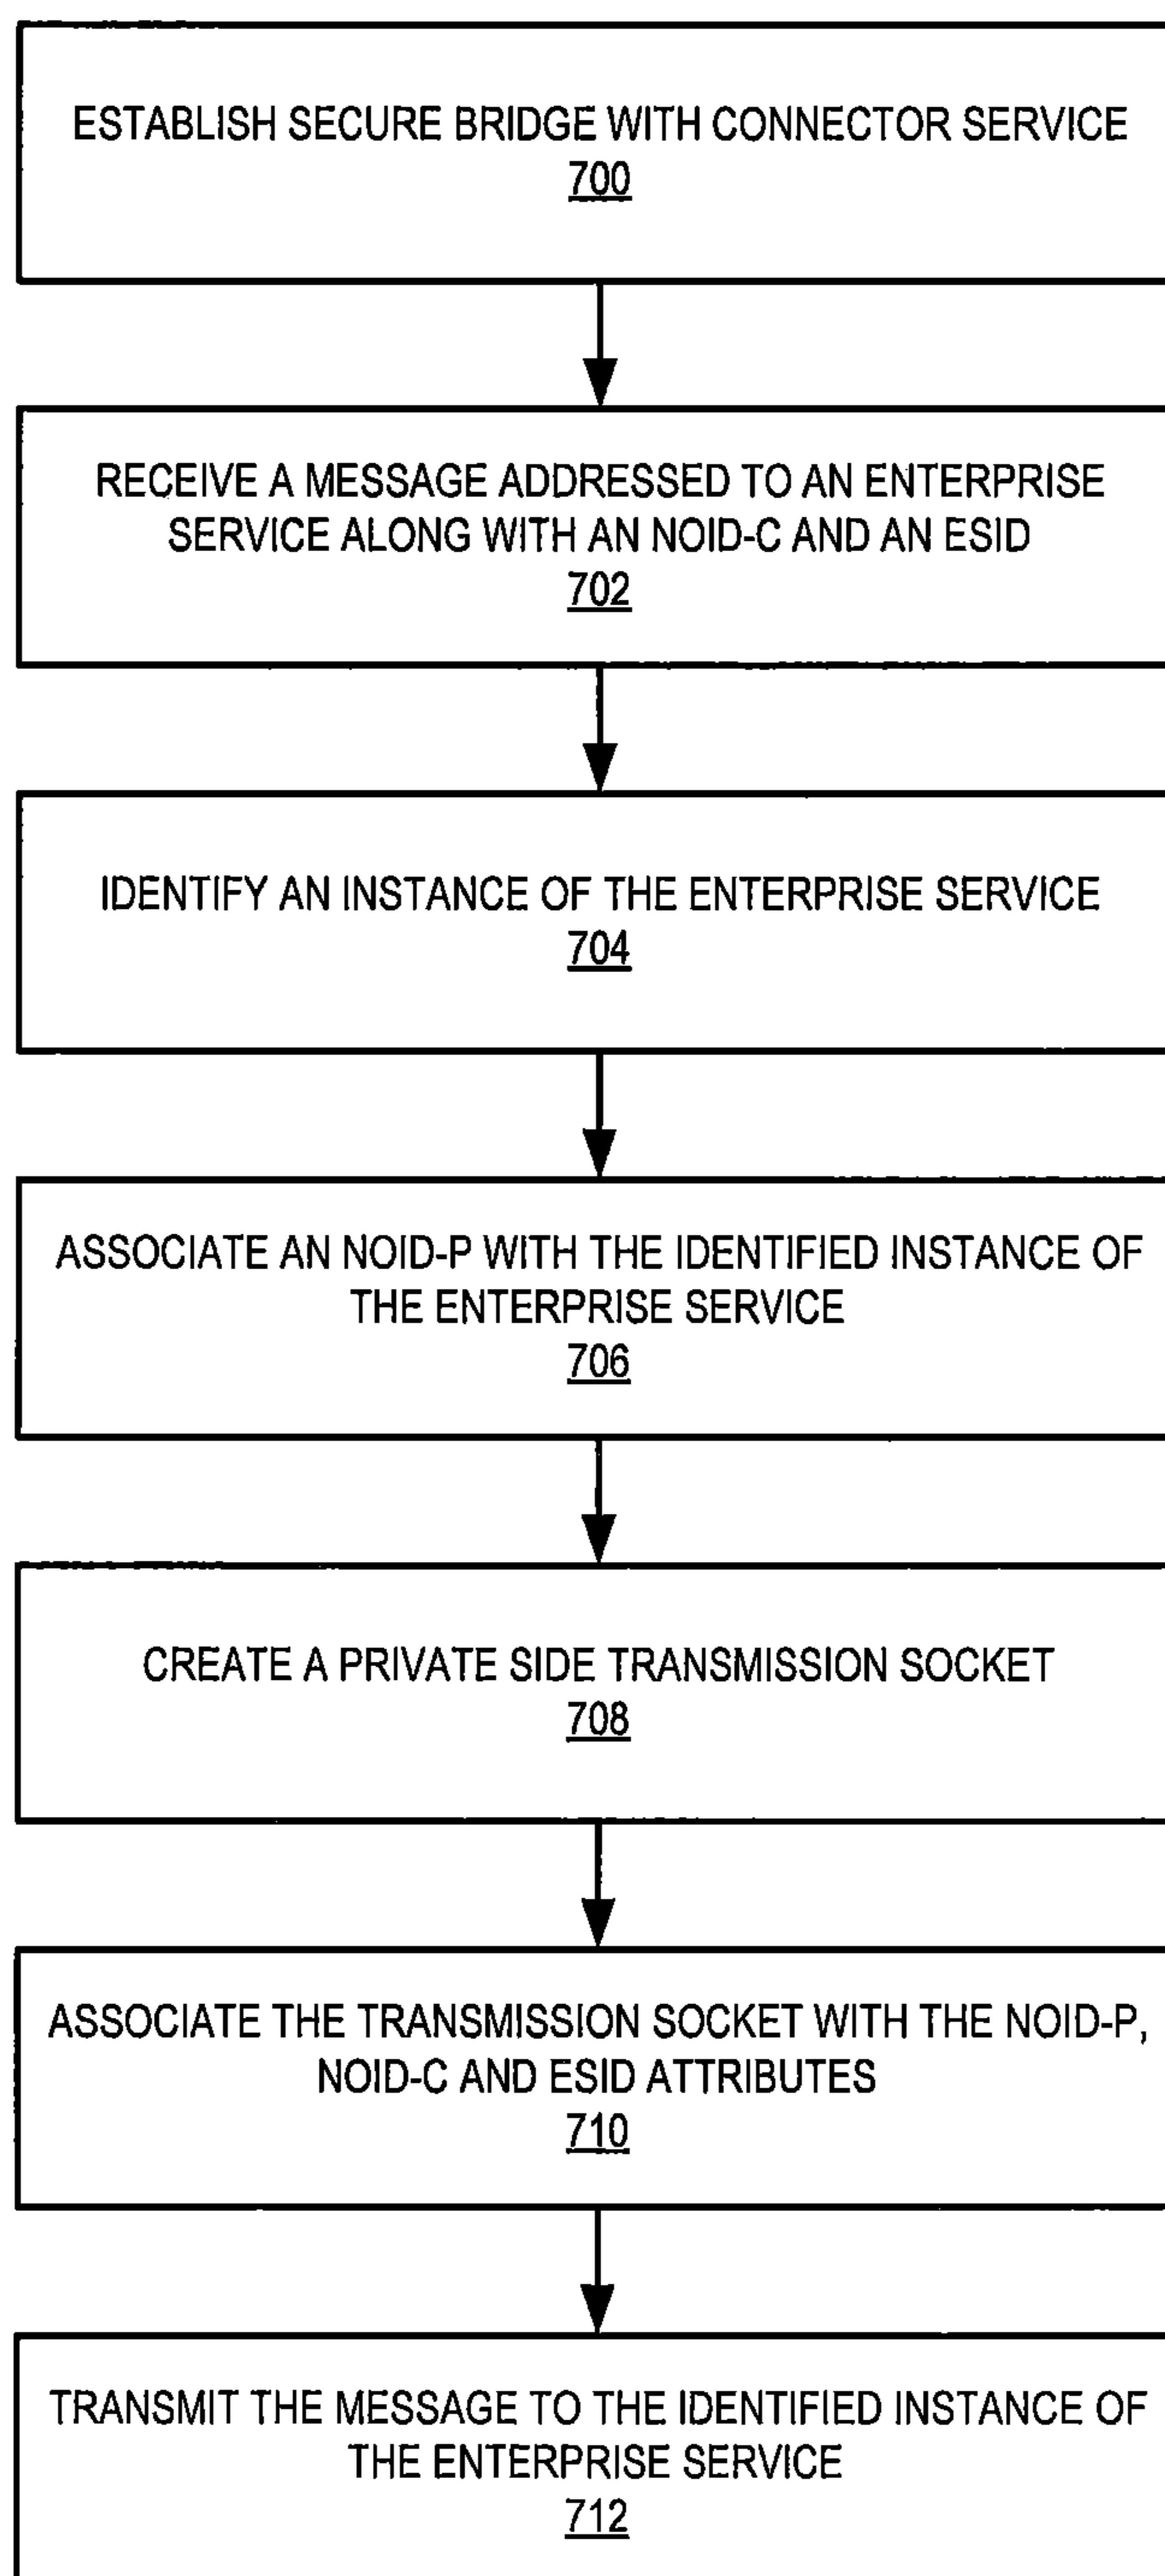 ESTABLISH SECURE BRIDGE WITH CONNECTOR SERVICE
700
RECEIVE A MESSAGE ADDRESSED TO AN ENTERPRISE
SERVICE ALONG WITH AN NOID-C AND AN ESID
702
IDENTIFY AN INSTANCE OF THE ENTERPRISE SERVICE
704
ASSOCIATE AN NOID-P WITH THE IDENTIFIED INSTANCE OF
THE ENTERPRISE SERVICE
706
CREATE A PRIVATE SIDE TRANSMISSION SOCKET
708
ASSOCIATE THE TRANSMISSION SOCKET WITH THE NOID-P,
NOID-C AND ESID ATTRIBUTES
710
TRANSMIT THE MESSAGE TO THE IDENTIFIED INSTANCE OF
THE ENTERPRISE SERVICE
712